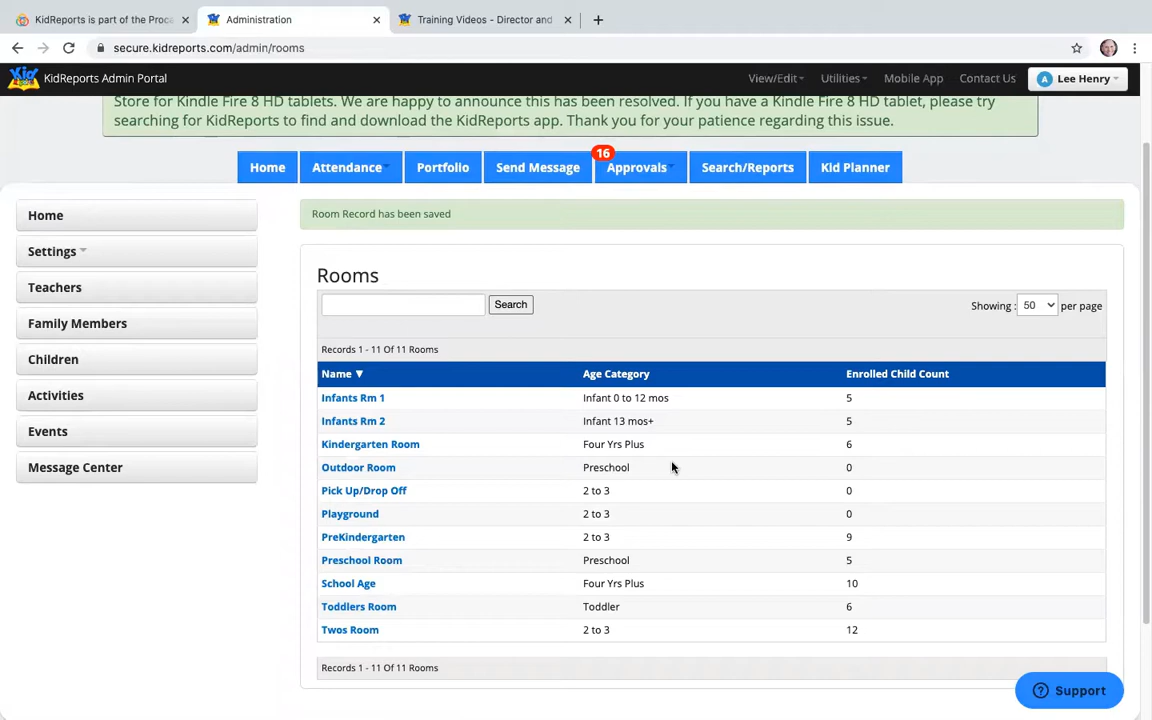 KidReports is part of the Proca
Administration
Training Videos - Director and
secure.kidreports.com/admin/rooms
KidReports Admin Portal
View/Edit
Utilities
Mobile App
Contact Us
A Lee Henry
Store for Kindle Fire 8 HD tablets. We are happy to announce this has been resolved. If you have a Kindle Fire 8 HD tablet, please try
searching for KidReports to find and download the KidReports app. Thank you for your patience regarding this issue.
16
Home Attendance Portfolio Send Message Approvals Search/Reports Kid Planner
Home
Settings
Teachers
Family Members
Children
Activities
Events
Message Center
Room Record has been saved
Rooms
Search
Showing : 50 per page
Records 1 - 11 Of 11 Rooms
Name ▼ Age Category Enrolled Child Count
Infants Rm 1 Infant 0 to 12 mos 5
Infants Rm 2 Infant 13 mos+ 5
Kindergarten Room Four Yrs Plus 6
Outdoor Room Preschool 0
Pick Up/Drop Off 2 to 3 0
Playground 2 to 3 0
PreKindergarten 2 to 3 9
Preschool Room Preschool 5
School Age Four Yrs Plus 10
Toddlers Room Toddler 6
Twos Room 2 to 3 12
Records 1 - 11 Of 11 Rooms
? Support